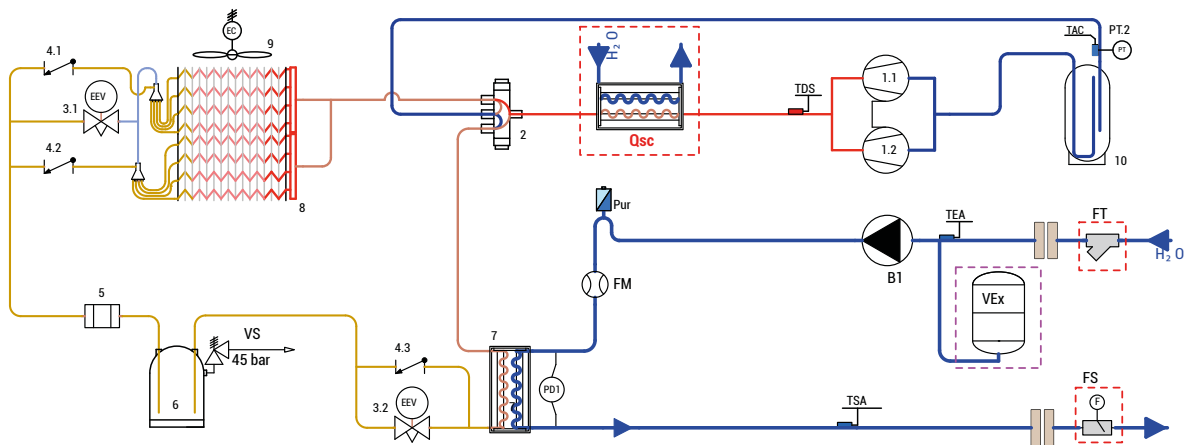 EC
9
4.1
EEV
3.1
4.2
8
2
H₂O
Qsc
TDS
1.1
1.2
TAC
PT.2
PT
10
Pur
FM
B1
TEA
FT
H₂O
VEx
5
VS
45 bar
6
4.3
EEV
3.2
7
PD1
TSA
FS
F